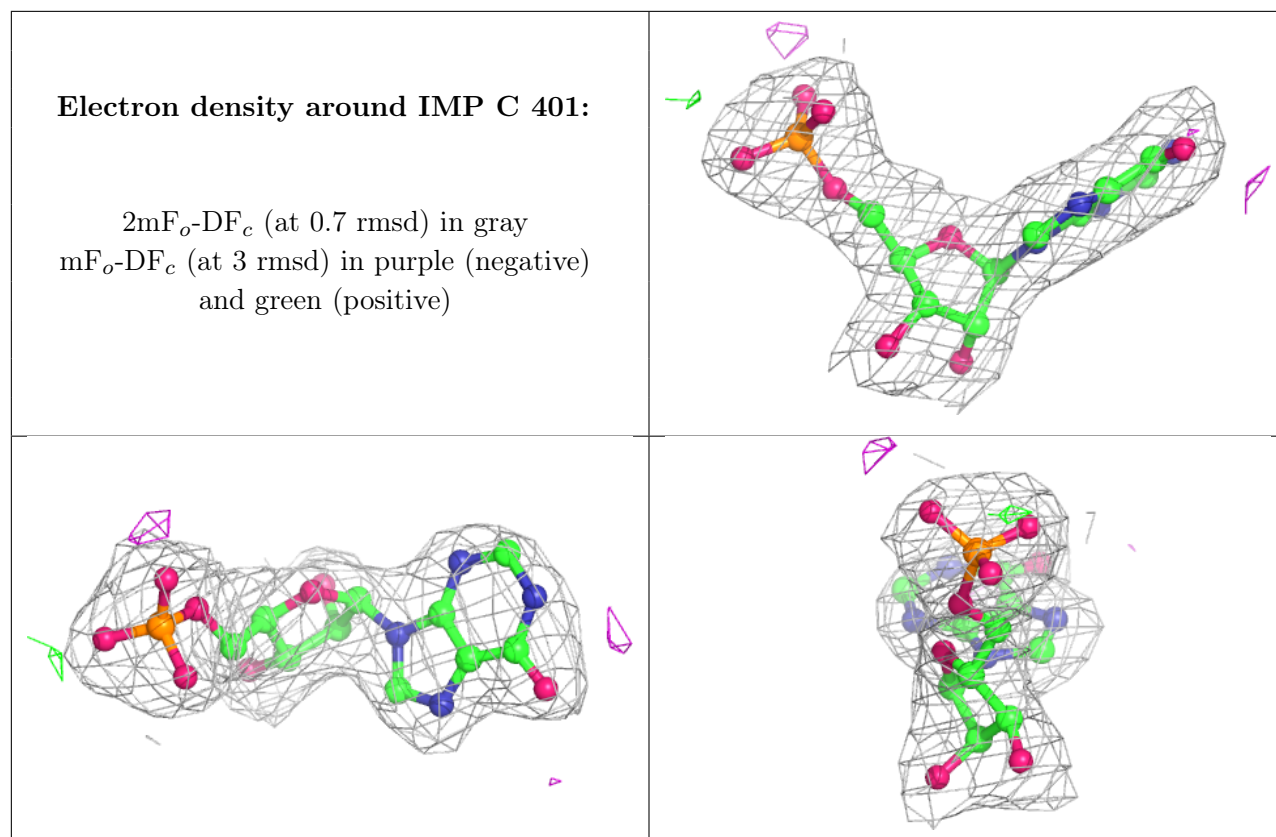 Electron density around IMP C 401:
2mFo-DFc (at 0.7 rmsd) in gray
mFo-DFc (at 3 rmsd) in purple (negative)
and green (positive)